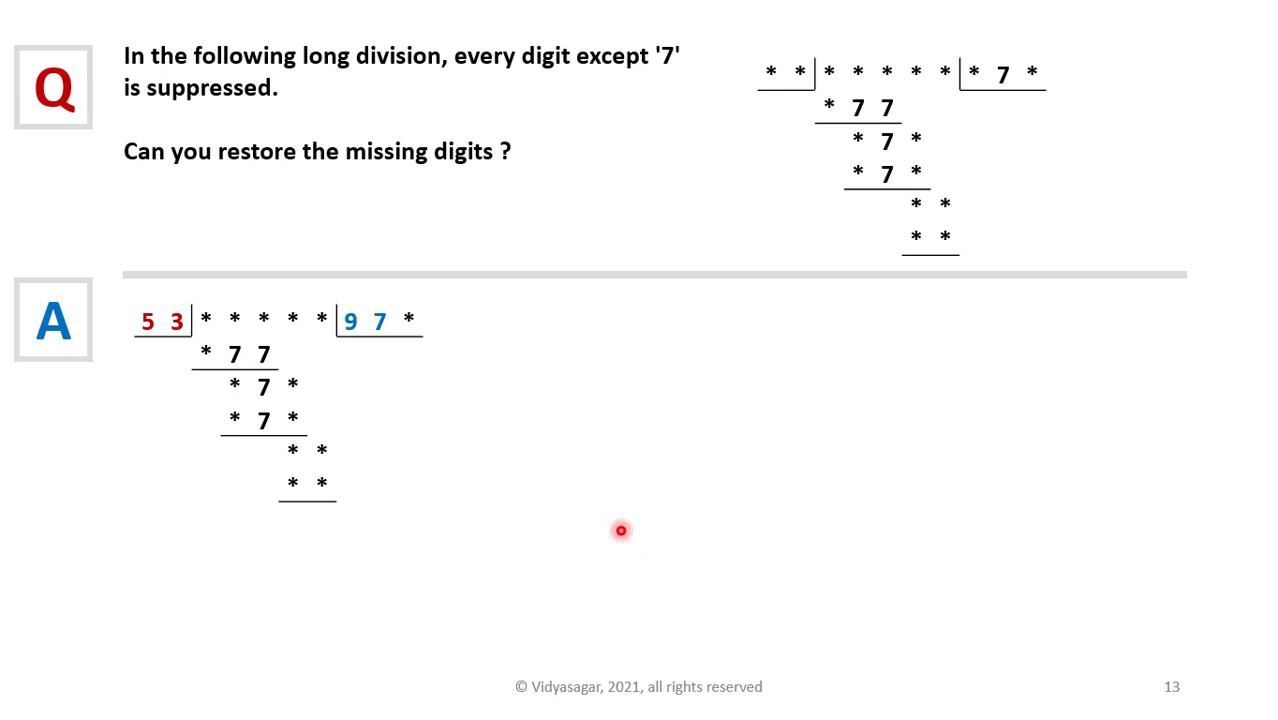 Q
In the following long division, every digit except '7'
is suppressed.
Can you restore the missing digits ?
* * * * * * * * 7 *
* 7 7
* 7 *
* 7 *
* *
* *
A
5 3 * * * * * 9 7 *
* 7 7
* 7 *
* 7 *
* *
* *
© Vidyasagar, 2021, all rights reserved
13